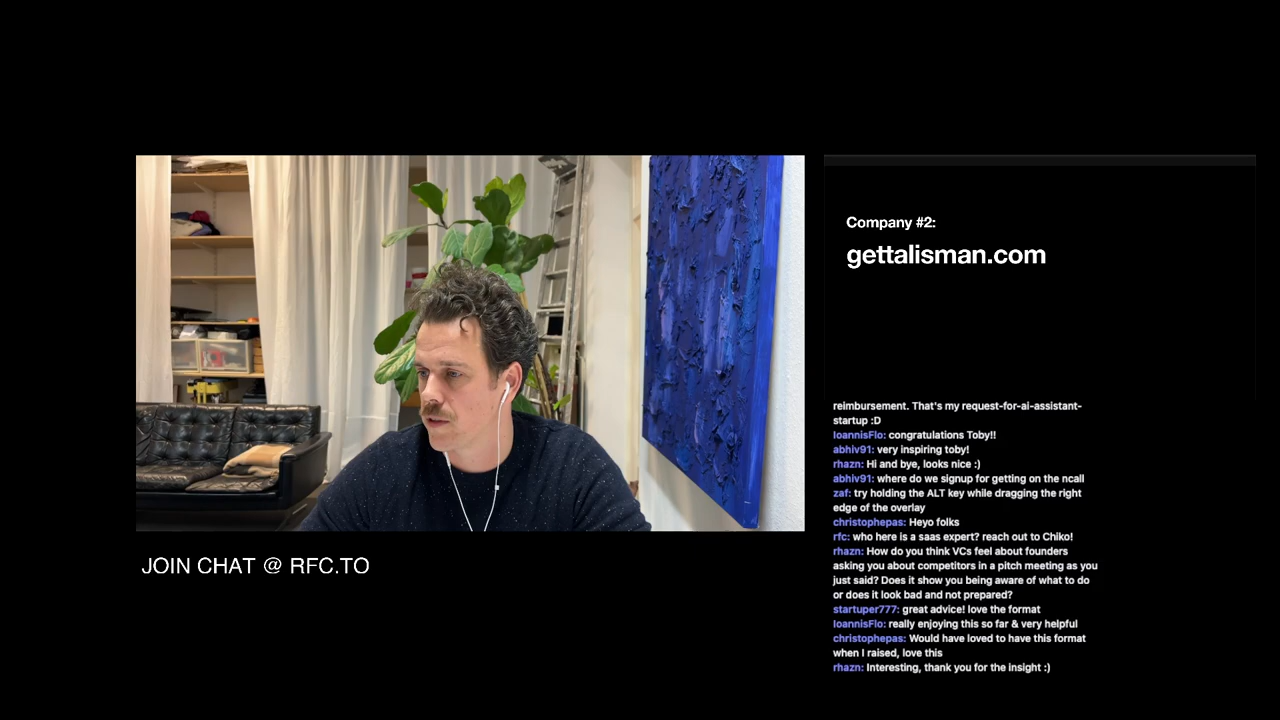 Company #2:
gettalisman.com
reimbursement. That's my request-for-ai-assistant-
startup :D
IoannisFlo: congratulations Toby!!
abhiv91: very inspiring toby!
rhazn: Hi and bye, looks nice :)
abhiv91: where do we signup for getting on the ncall
zaf: try holding the ALT key while dragging the right
edge of the overlay
christophepas: Heyo folks
rfc: who here is a saas expert? reach out to Chiko!
rhazn: How do you think VCs feel about founders
asking you about competitors in a pitch meeting as you
just said? Does it show you being aware of what to do
or does it look bad and not prepared?
startuper777: great advice! love the format
IoannisFlo: really enjoying this so far & very helpful
christophepas: Would have loved to have this format
when I raised, love this
rhazn: Interesting, thank you for the insight :)
JOIN CHAT @ RFC.TO